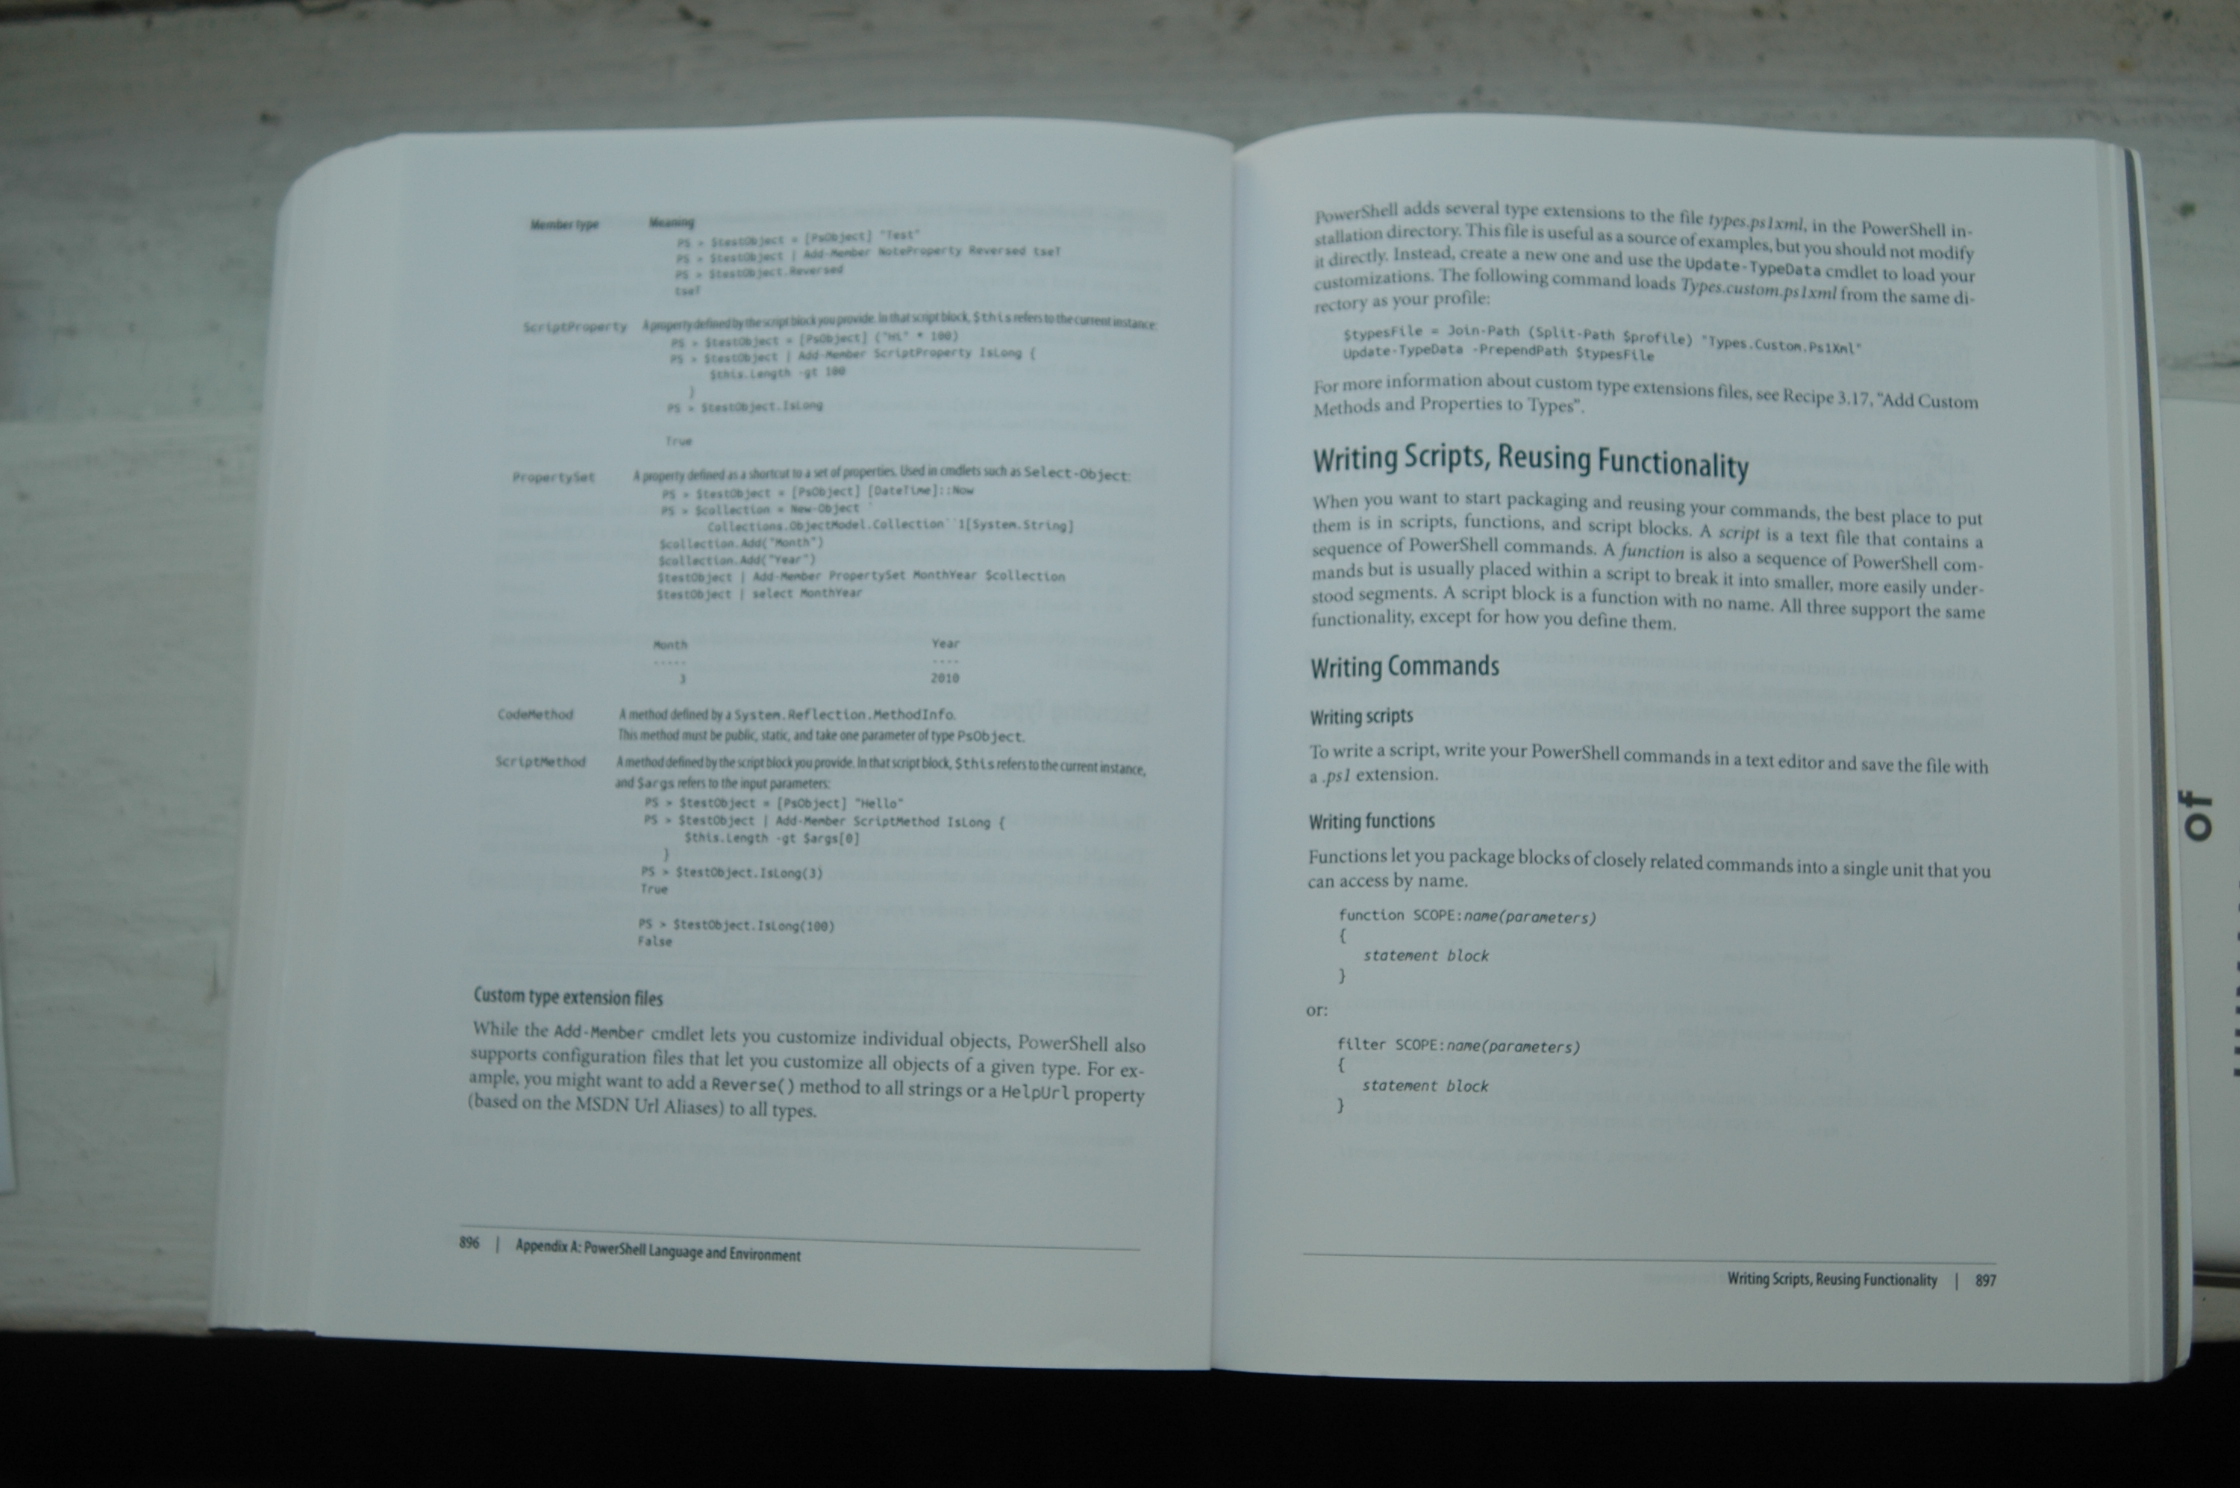 Member type Meaning
PS > $testObject = [PsObject] "Test"
PS > $testObject | Add-Member NoteProperty Reversed tseT
PS > $testObject.Reversed
tseT
ScriptProperty A property defined by the script block you provide. In that script block, $this refers to the current instance:
PS > $testObject = [PsObject] ("Hi" * 100)
PS > $testObject | Add-Member ScriptProperty IsLong {
$this.Length -gt 100
}
PS > $testObject.IsLong
True
PropertySet A property defined as a shortcut to a set of properties. Used in cmdlets such as Select-Object:
PS > $testObject = [PsObject] [DateTime]::Now
PS > $collection = New-Object `
Collections.ObjectModel.Collection``1[System.String]
$collection.Add("Month")
$collection.Add("Year")
$testObject | Add-Member PropertySet MonthYear $collection
$testObject | select MonthYear
Month Year
----- ----
3 2010
CodeMethod A method defined by a System.Reflection.MethodInfo.
This method must be public, static, and take one parameter of type PsObject.
ScriptMethod A method defined by the script block you provide. In that script block, $this refers to the current instance,
and $args refers to the input parameters:
PS > $testObject = [PsObject] "Hello"
PS > $testObject | Add-Member ScriptMethod IsLong {
$this.Length -gt $args[0]
}
PS > $testObject.IsLong(3)
True
PS > $testObject.IsLong(100)
False
Custom type extension files
While the Add-Member cmdlet lets you customize individual objects, PowerShell also
supports configuration files that let you customize all objects of a given type. For ex-
ample, you might want to add a Reverse() method to all strings or a HelpUrl property
(based on the MSDN Url Aliases) to all types.
896 | Appendix A: PowerShell Language and Environment
PowerShell adds several type extensions to the file types.ps1xml, in the PowerShell in-
stallation directory. This file is useful as a source of examples, but you should not modify
it directly. Instead, create a new one and use the Update-TypeData cmdlet to load your
customizations. The following command loads Types.custom.ps1xml from the same di-
rectory as your profile:
$typesFile = Join-Path (Split-Path $profile) "Types.Custom.Ps1Xml"
Update-TypeData -PrependPath $typesFile
For more information about custom type extensions files, see Recipe 3.17, "Add Custom
Methods and Properties to Types".
Writing Scripts, Reusing Functionality
When you want to start packaging and reusing your commands, the best place to put
them is in scripts, functions, and script blocks. A script is a text file that contains a
sequence of PowerShell commands. A function is also a sequence of PowerShell com-
mands but is usually placed within a script to break it into smaller, more easily under-
stood segments. A script block is a function with no name. All three support the same
functionality, except for how you define them.
Writing Commands
Writing scripts
To write a script, write your PowerShell commands in a text editor and save the file with
a .ps1 extension.
Writing functions
Functions let you package blocks of closely related commands into a single unit that you
can access by name.
function SCOPE:name(parameters)
{
statement block
}
or:
filter SCOPE:name(parameters)
{
statement block
}
Writing Scripts, Reusing Functionality | 897
of